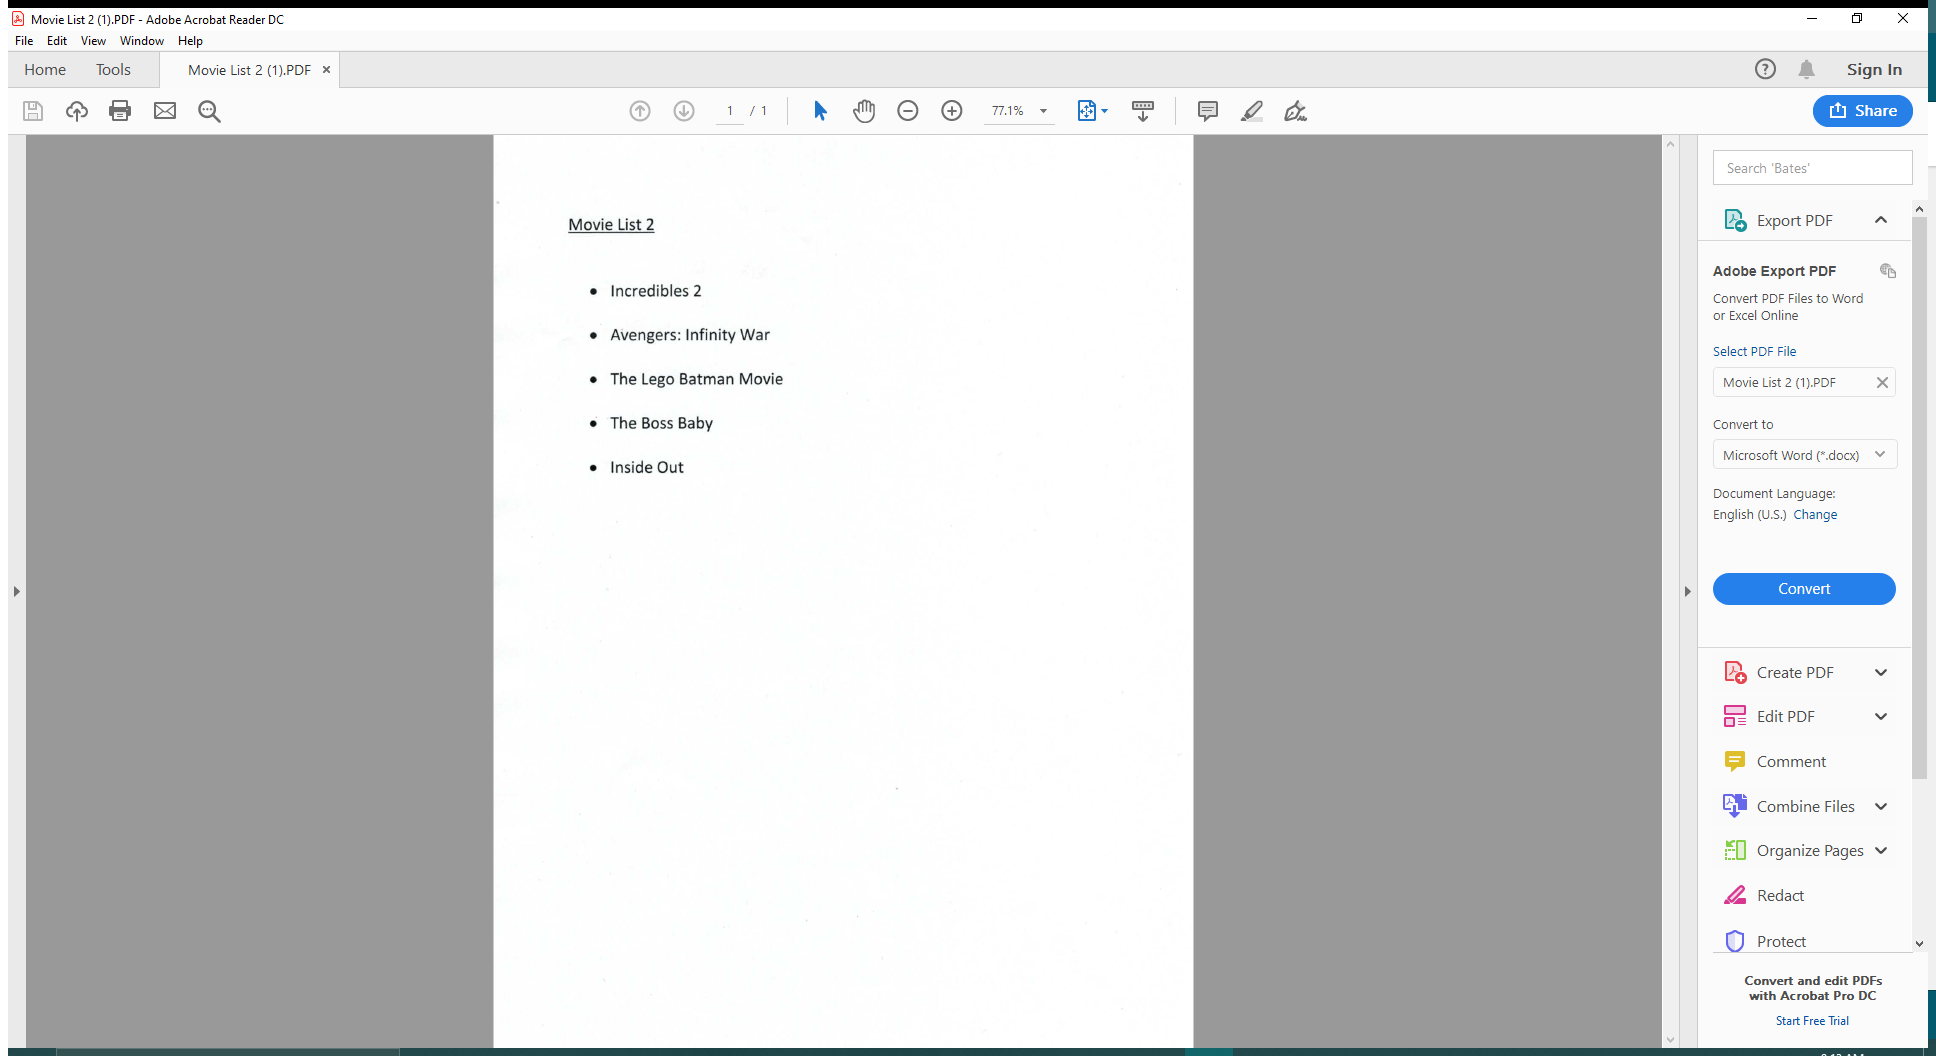 Movie List 2 (1).PDF - Adobe Acrobat Reader DC
File Edit View Window Help
Home Tools Movie List 2 (1).PDF Sign In
1 / 1 77.1% Share
Movie List 2
• Incredibles 2
• Avengers: Infinity War
• The Lego Batman Movie
• The Boss Baby
• Inside Out
Search 'Bates'
Export PDF
Adobe Export PDF
Convert PDF Files to Word
or Excel Online
Select PDF File
Movie List 2 (1).PDF
Convert to
Microsoft Word (*.docx)
Document Language:
English (U.S.) Change
Convert
Create PDF
Edit PDF
Comment
Combine Files
Organize Pages
Redact
Protect
Convert and edit PDFs
with Acrobat Pro DC
Start Free Trial